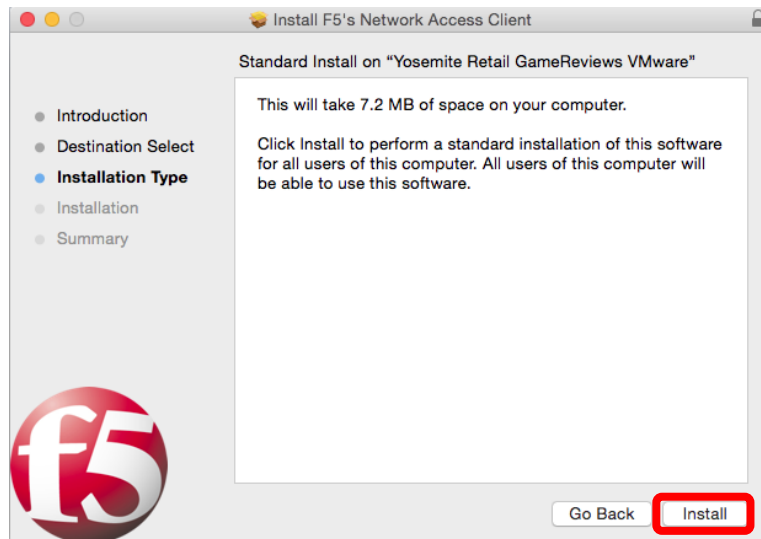 Install F5's Network Access Client
Standard Install on "Yosemite Retail GameReviews VMware"
Introduction
Destination Select
Installation Type
Installation
Summary
This will take 7.2 MB of space on your computer.
Click Install to perform a standard installation of this software
for all users of this computer. All users of this computer will
be able to use this software.
f5
Go Back
Install